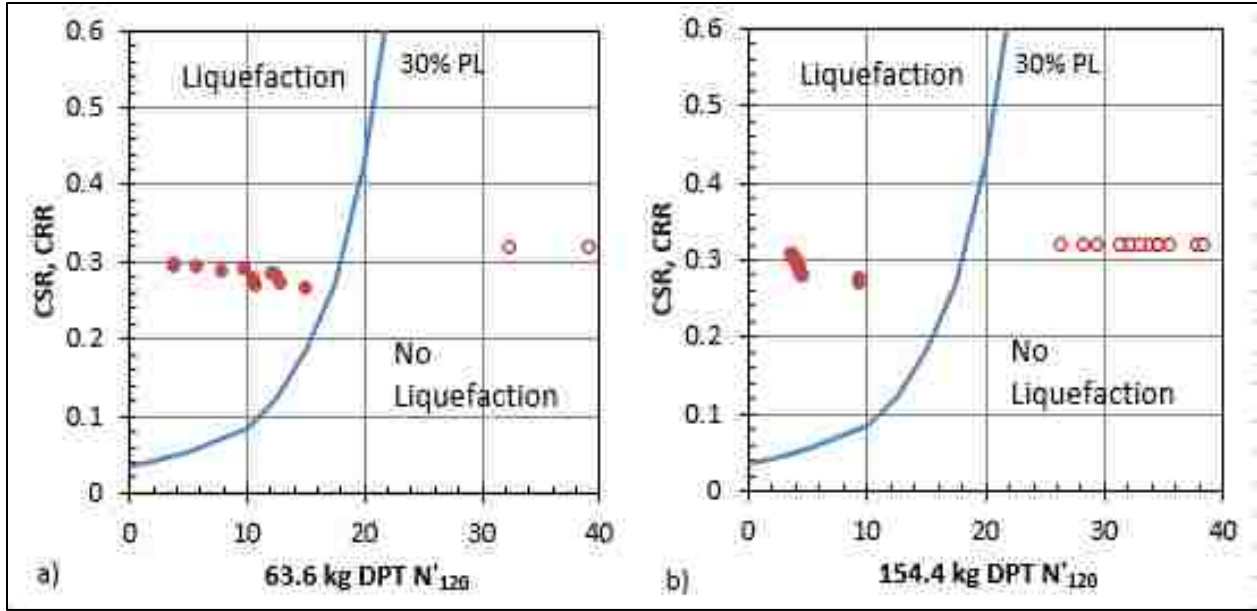 0.6
0.5
0.4
0.3
0.2
0.1
0
CSR, CRR
Liquefaction
30% PL
No
Liquefaction
0 10 20 30 40
a) 63.6 kg DPT N'120
0.6
0.5
0.4
0.3
0.2
0.1
0
CSR, CRR
Liquefaction
30% PL
No
Liquefaction
0 10 20 30 40
b) 154.4 kg DPT N'120